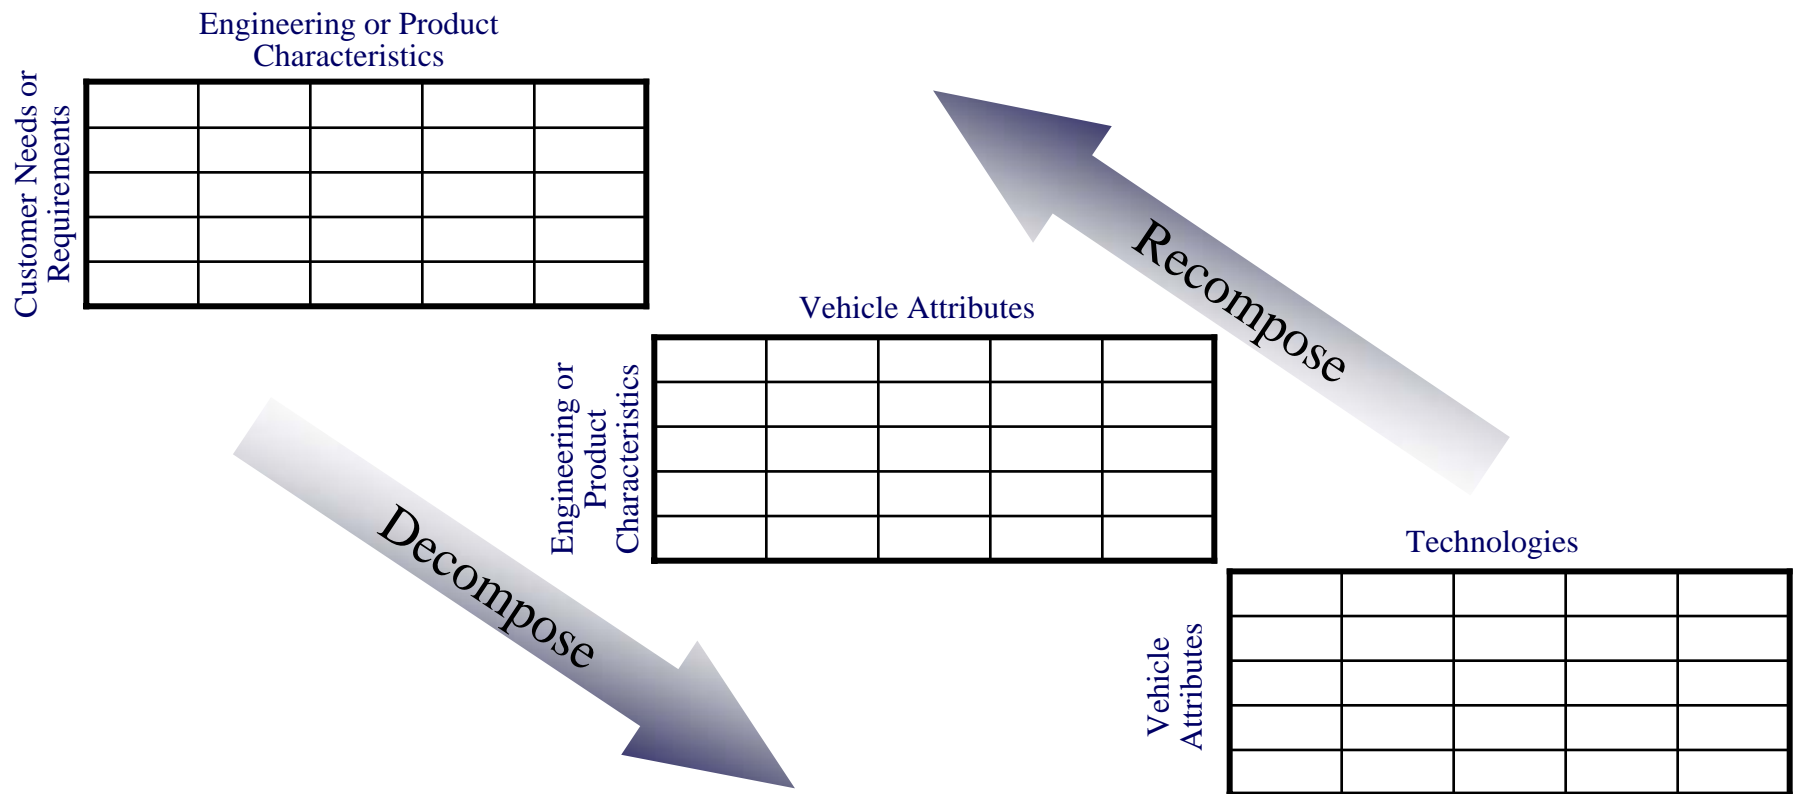 Engineering or Product
Characteristics
Customer Needs or
Requirements
Recompose
Vehicle Attributes
Engineering or
Product
Characteristics
Decompose
Technologies
Vehicle
Attributes